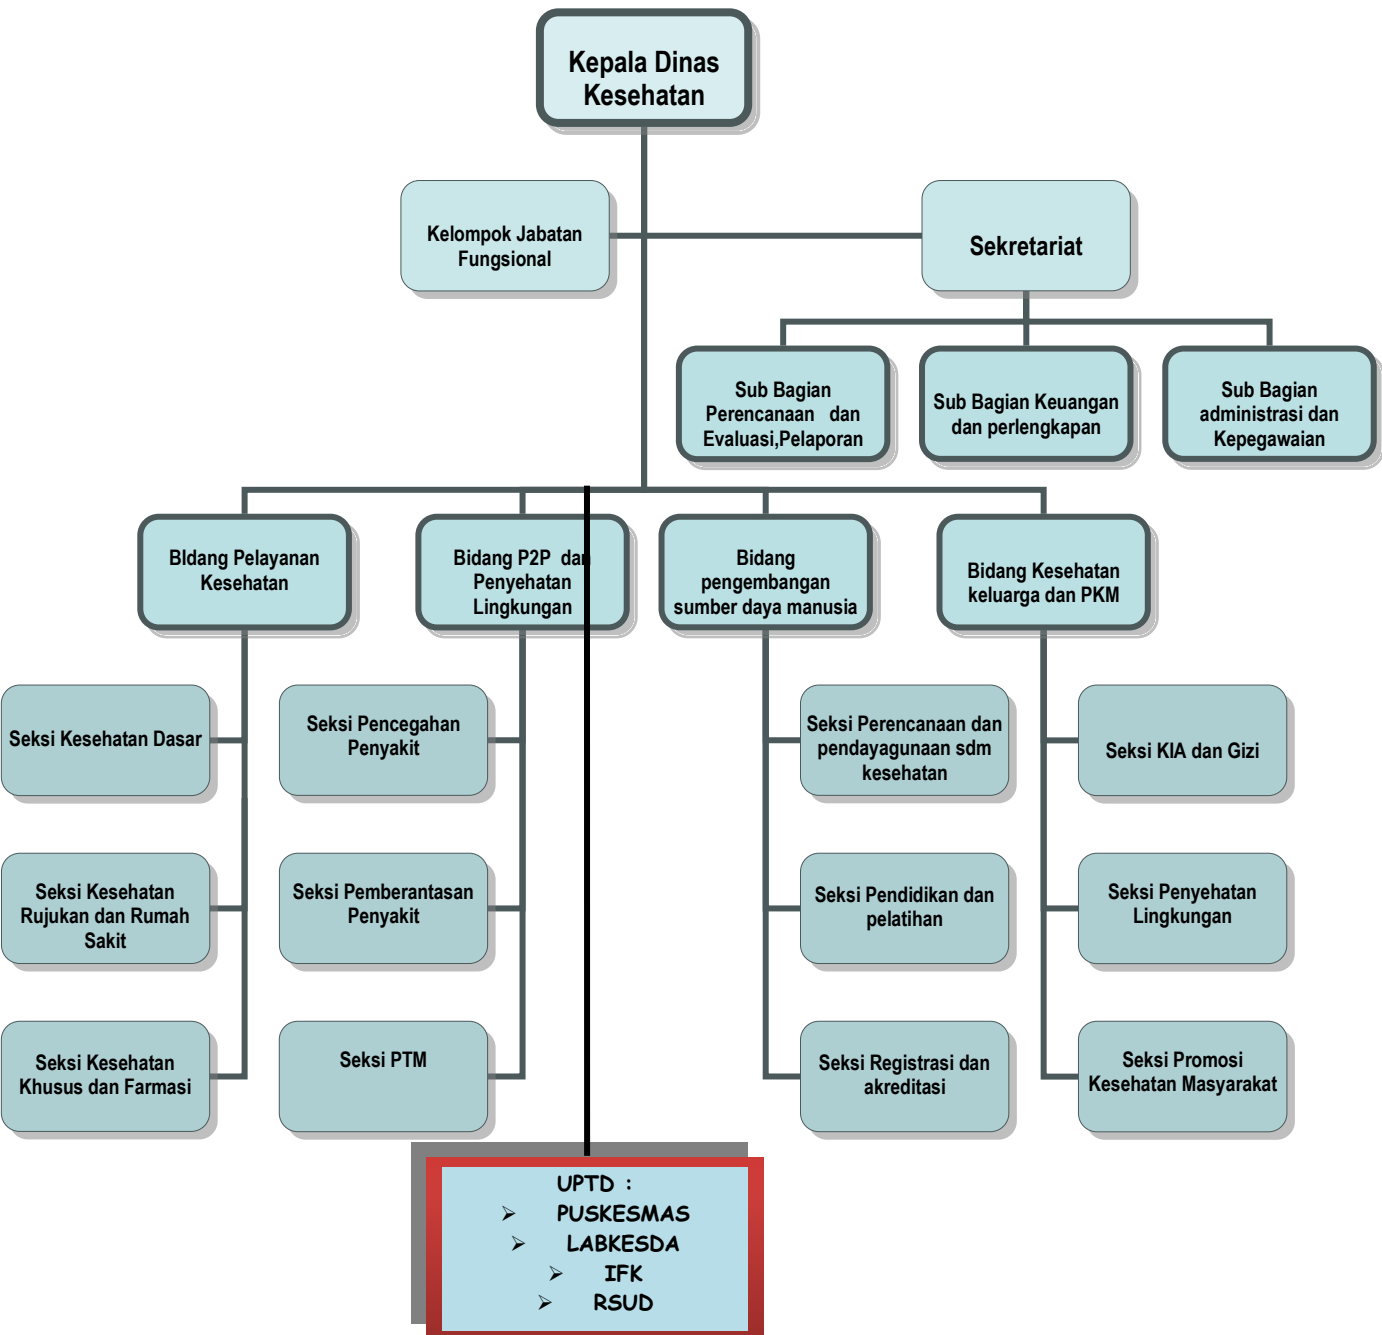 Kepala Dinas
Kesehatan
Kelompok Jabatan
Fungsional
Sekretariat
Sub Bagian
Perencanaan dan
Evaluasi,Pelaporan
Sub Bagian Keuangan
dan perlengkapan
Sub Bagian
administrasi dan
Kepegawaian
BIdang Pelayanan
Kesehatan
Bidang P2P dan
Penyehatan
Lingkungan
Bidang
pengembangan
sumber daya manusia
Bidang Kesehatan
keluarga dan PKM
Seksi Kesehatan Dasar
Seksi Pencegahan
Penyakit
Seksi Perencanaan dan
pendayagunaan sdm
kesehatan
Seksi KIA dan Gizi
Seksi Kesehatan
Rujukan dan Rumah
Sakit
Seksi Pemberantasan
Penyakit
Seksi Pendidikan dan
pelatihan
Seksi Penyehatan
Lingkungan
Seksi Kesehatan
Khusus dan Farmasi
Seksi PTM
Seksi Registrasi dan
akreditasi
Seksi Promosi
Kesehatan Masyarakat
UPTD :
➢ PUSKESMAS
➢ LABKESDA
➢ IFK
➢ RSUD